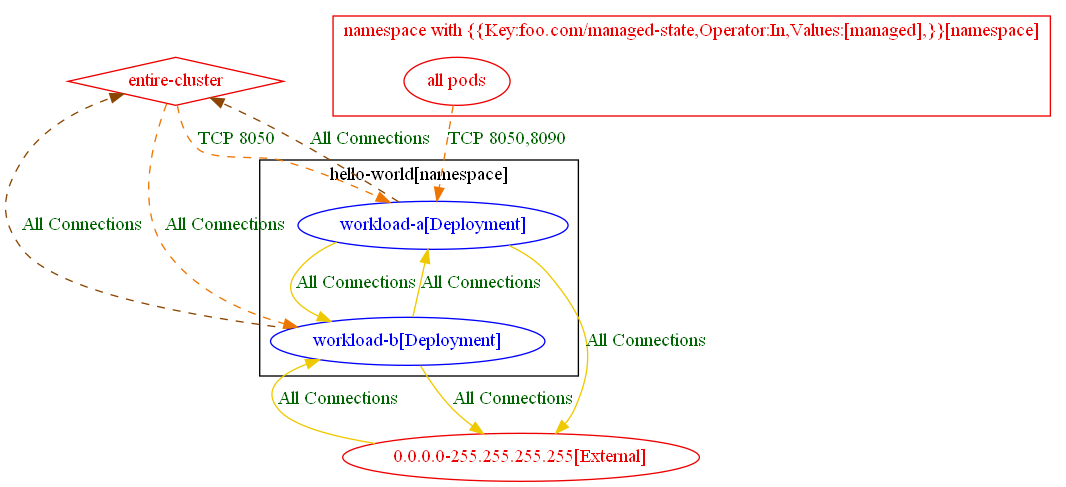 namespace with {{Key:foo.com/managed-state,Operator:In,Values:[managed],}}[namespace]
entire-cluster
all pods
TCP 8050
All Connections
TCP 8050,8090
hello-world[namespace]
workload-a[Deployment]
All Connections
All Connections
All Connections
All Connections
workload-b[Deployment]
All Connections
All Connections
All Connections
0.0.0.0-255.255.255.255[External]